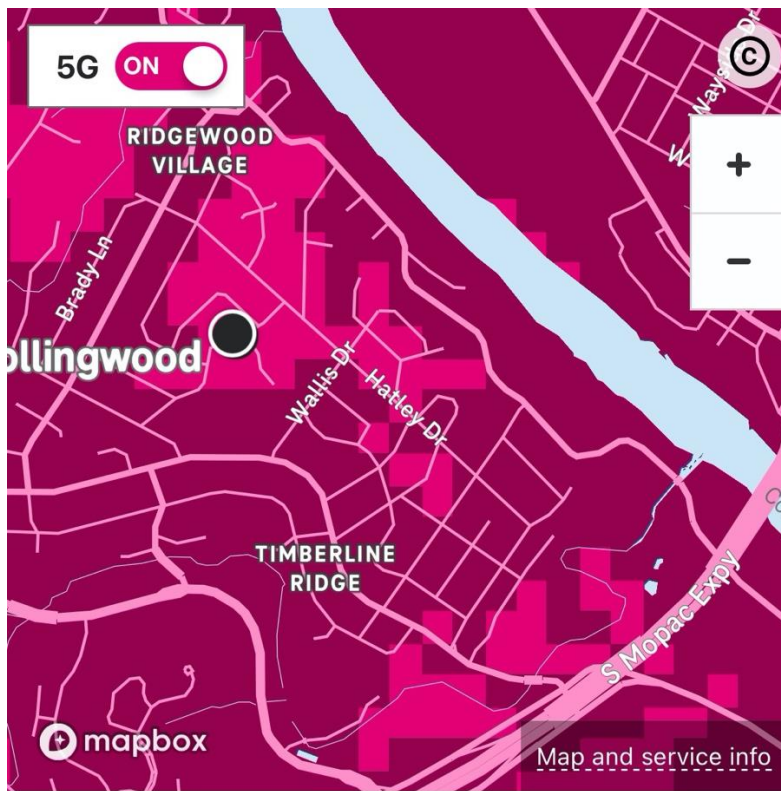 5G ON
©
RIDGEWOOD
VILLAGE
Brady Ln
ollingwood
Wallis Dr
Hatley Dr
TIMBERLINE
RIDGE
S Mopac Expy
mapbox
Map and service info